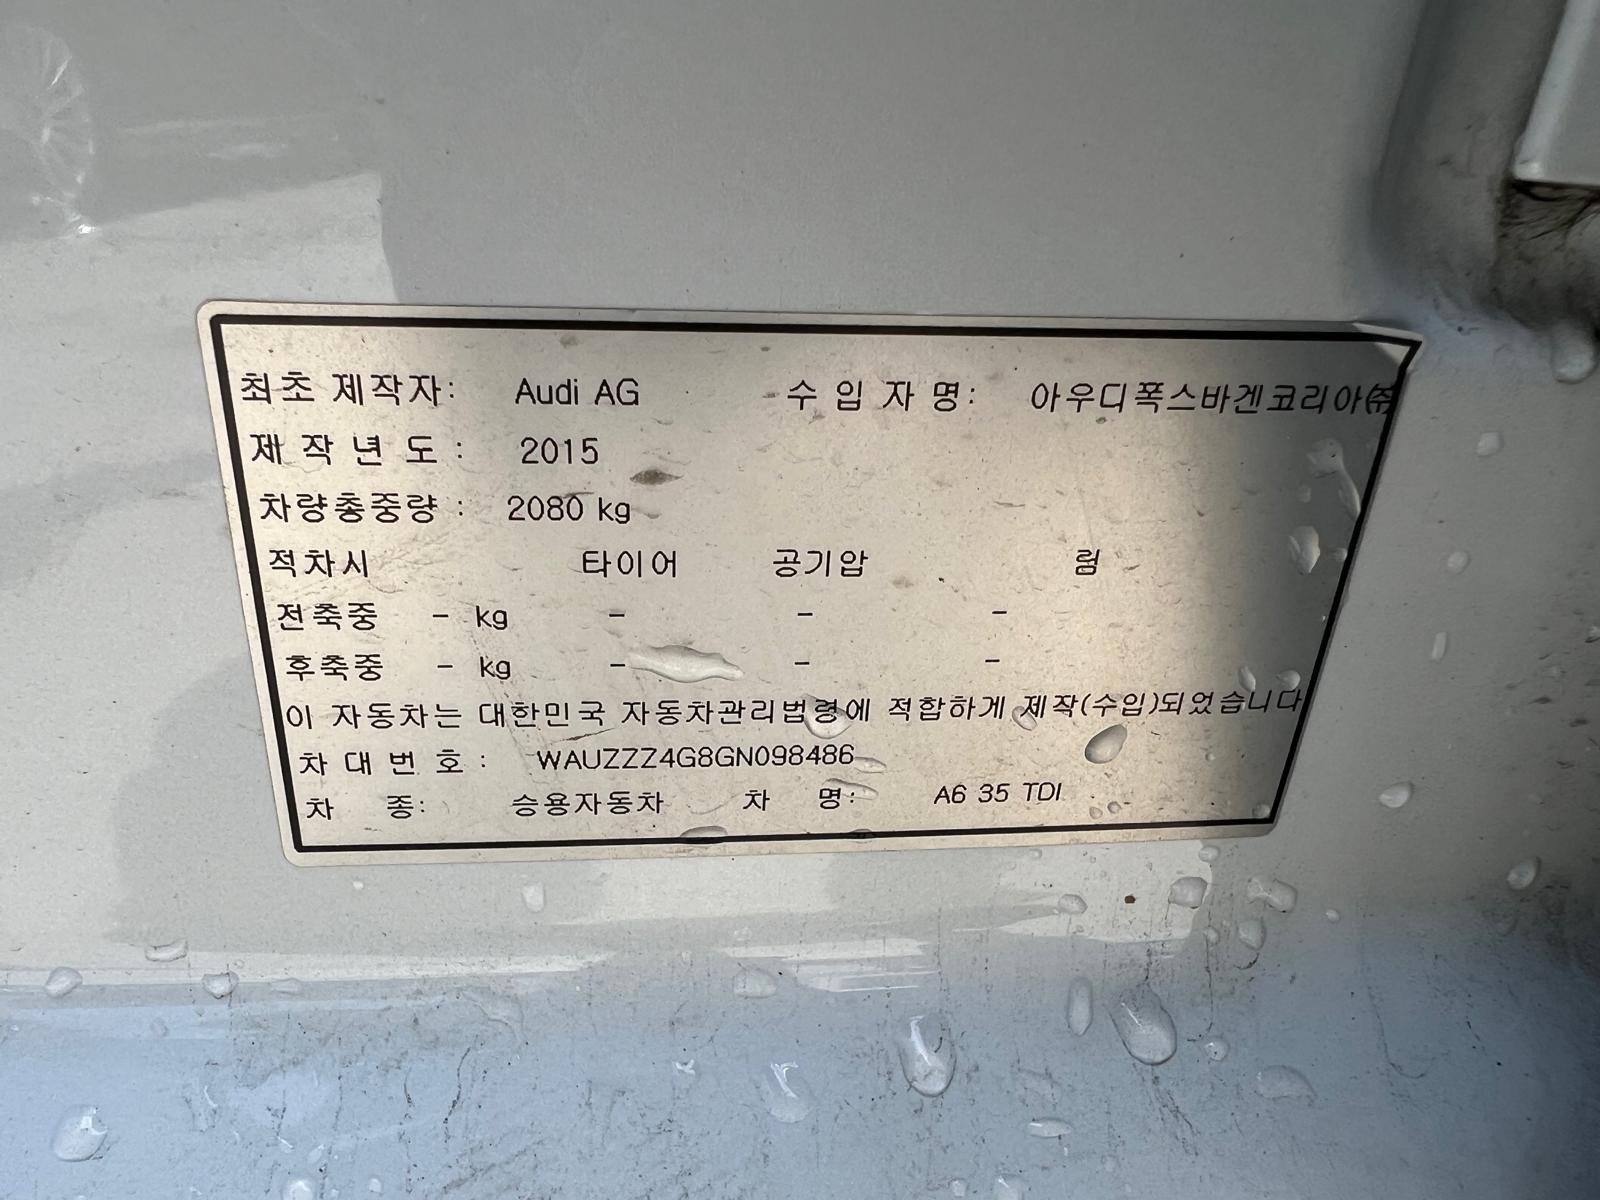 최초 제작자: Audi AG 수 입 자 명: 아우디폭스바겐코리아㈜
제 작 년 도 : 2015
차량총중량 : 2080 kg
적차시 타이어 공기압 림
전축중 - kg - - -
후축중 - kg - - -
이 자동차는 대한민국 자동차관리법령에 적합하게 제작(수입)되었습니다
차 대 번 호 : WAUZZZ4G8GN098486
차 종: 승용자동차 차 명: A6 35 TDI